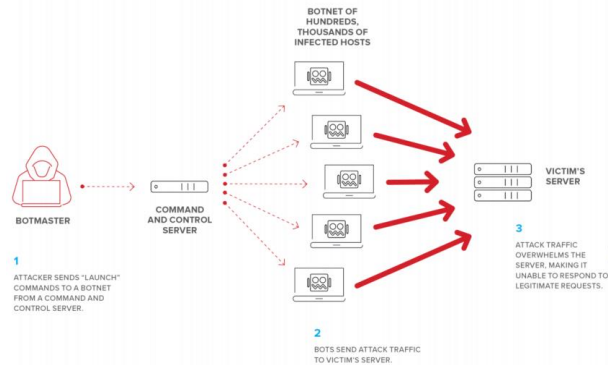 BOTNET OF
HUNDREDS,
THOUSANDS OF
INFECTED HOSTS
BOTMASTER
COMMAND
AND CONTROL
SERVER
VICTIM'S
SERVER
1
ATTACKER SENDS "LAUNCH"
COMMANDS TO A BOTNET
FROM A COMMAND AND
CONTROL SERVER.
2
BOTS SEND ATTACK TRAFFIC
TO VICTIM'S SERVER.
3
ATTACK TRAFFIC
OVERWHELMS THE
SERVER, MAKING IT
UNABLE TO RESPOND TO
LEGITIMATE REQUESTS.